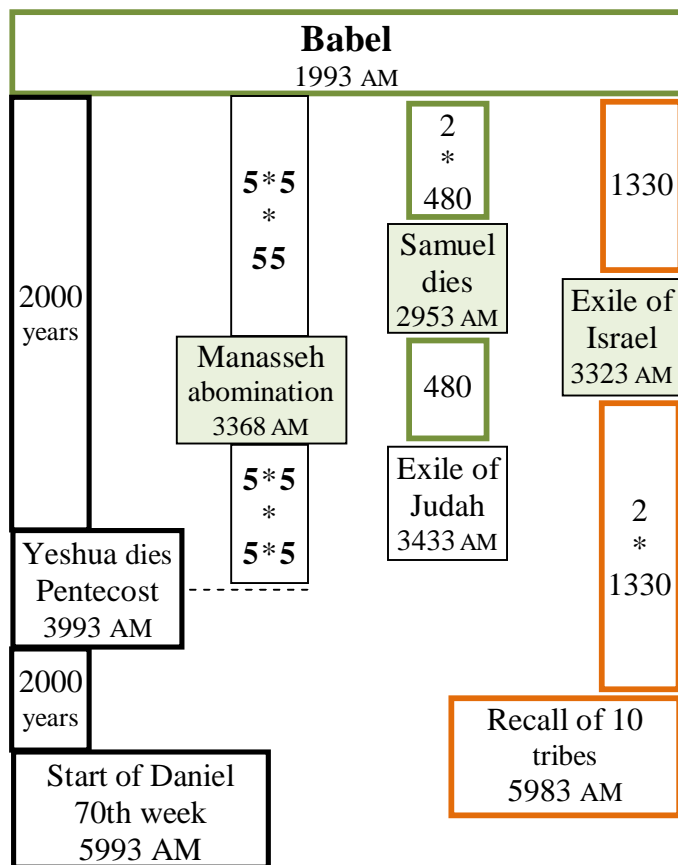 Babel
1993 AM
2000
years
Yeshua dies
Pentecost
3993 AM
2000
years
Start of Daniel
70th week
5993 AM
5*5
*
55
Manasseh
abomination
3368 AM
5*5
*
5*5
2
*
480
Samuel
dies
2953 AM
480
Exile of
Judah
3433 AM
1330
Exile of
Israel
3323 AM
2
*
1330
Recall of 10
tribes
5983 AM